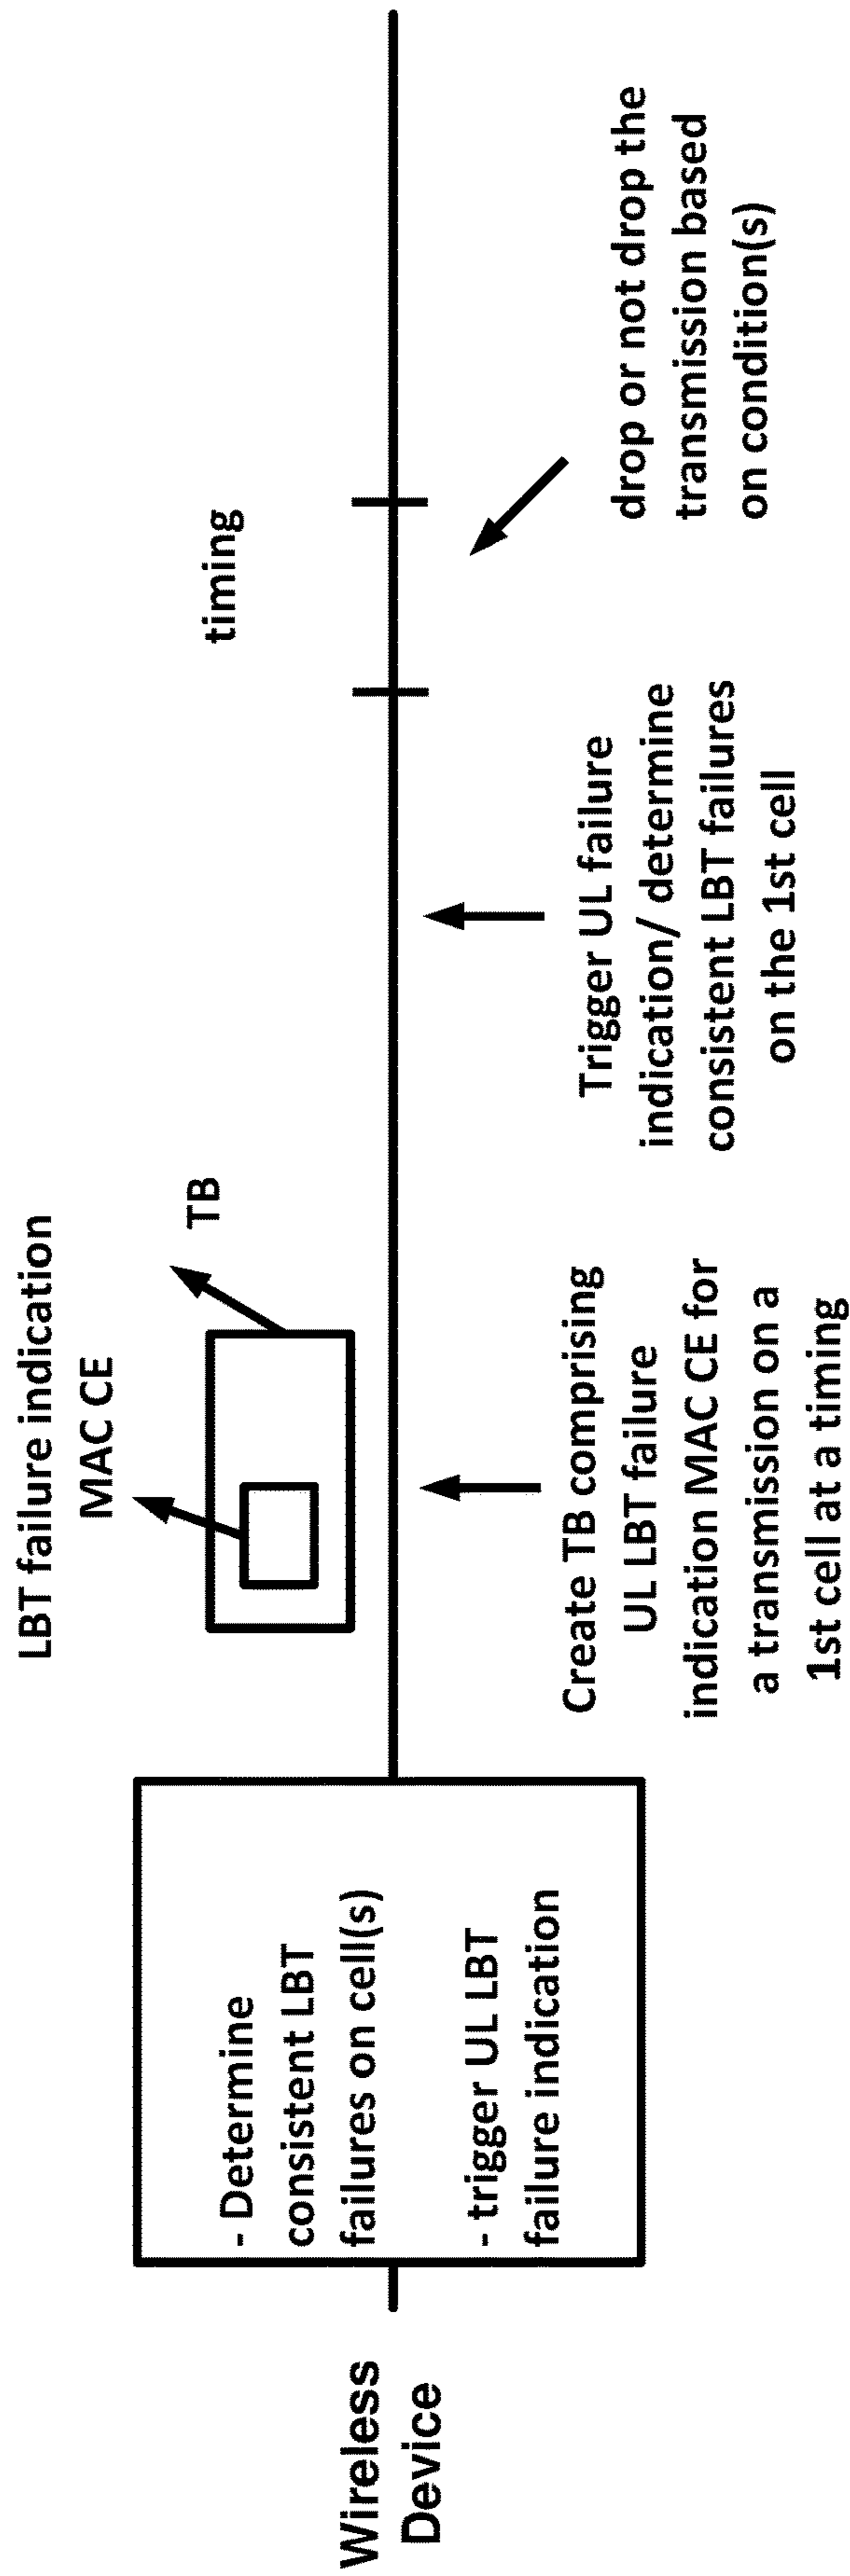 Wireless
Device
- Determine
consistent LBT
failures on cell(s)
- trigger UL LBT
failure indication
LBT failure indication
MAC CE
TB
Create TB comprising
UL LBT failure
indication MAC CE for
a transmission on a
1st cell at a timing
Trigger UL failure
indication/ determine
consistent LBT failures
on the 1st cell
timing
drop or not drop the
transmission based
on condition(s)